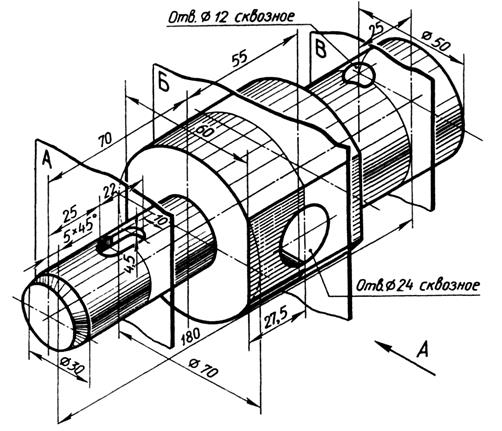 Отв. Ø 12 сквозное
25
Ø 50
В
55
Б
70
60
А
22
25
10
5×45°
4,5
Отв. Ø 24 сквозное
27,5
180
Ø30
Ø 70
А